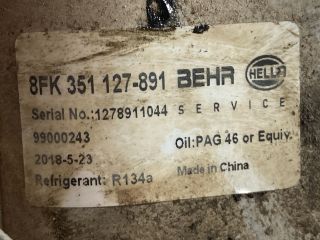 8FK 351 127-891 BEHR HELLA
Serial No.:1278911044 SERVICE
99000243 Oil:PAG 46 or Equiv.
2018-5-23 Made in China
Refrigerant: R134a